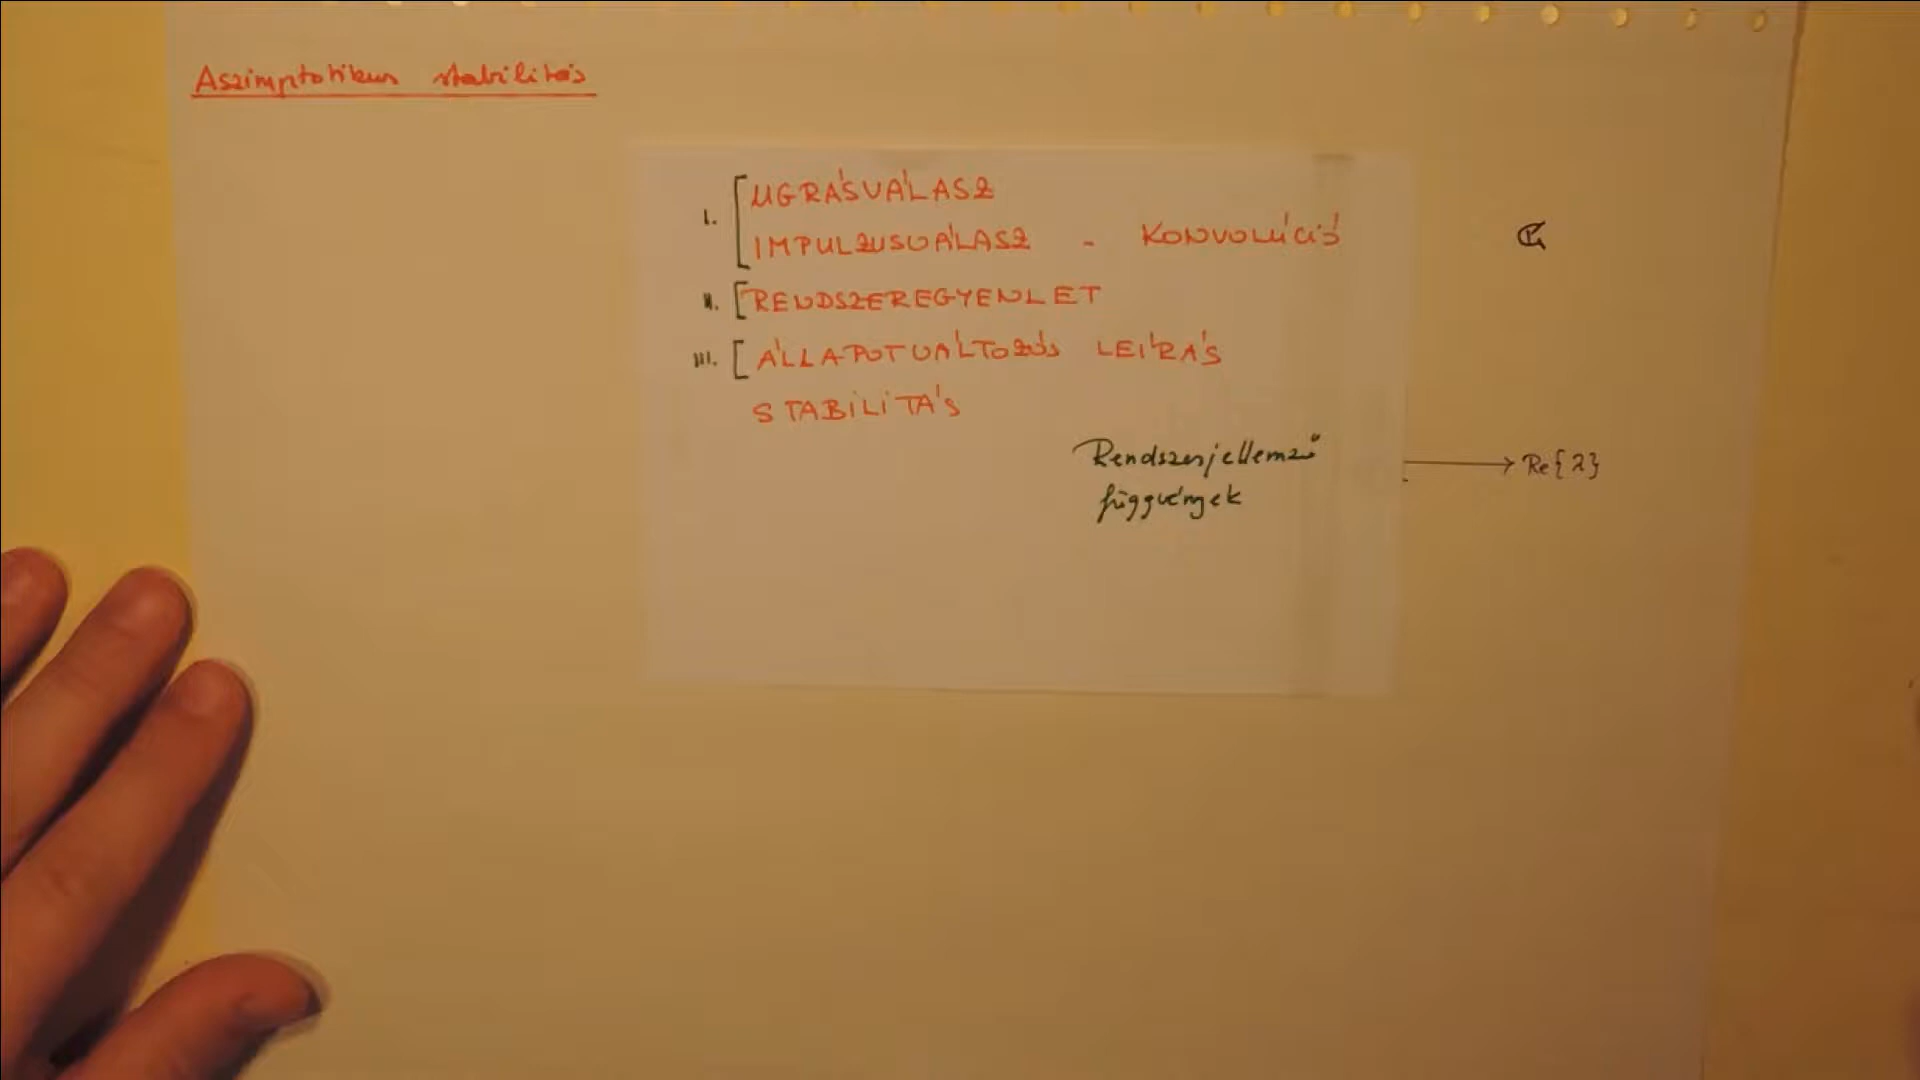 Aszimptotikus stabilitás
I. [ UGRÁSVÁLASZ
IMPULZUSVÁLASZ - KONVOLÚCIÓ
II. [ RENDSZEREGYENLET
III. [ ÁLLAPOTVÁLTOZÓS LEÍRÁS
STABILITÁS
Rendszerjellemző
függvények
ℂ
→ Re{λ}